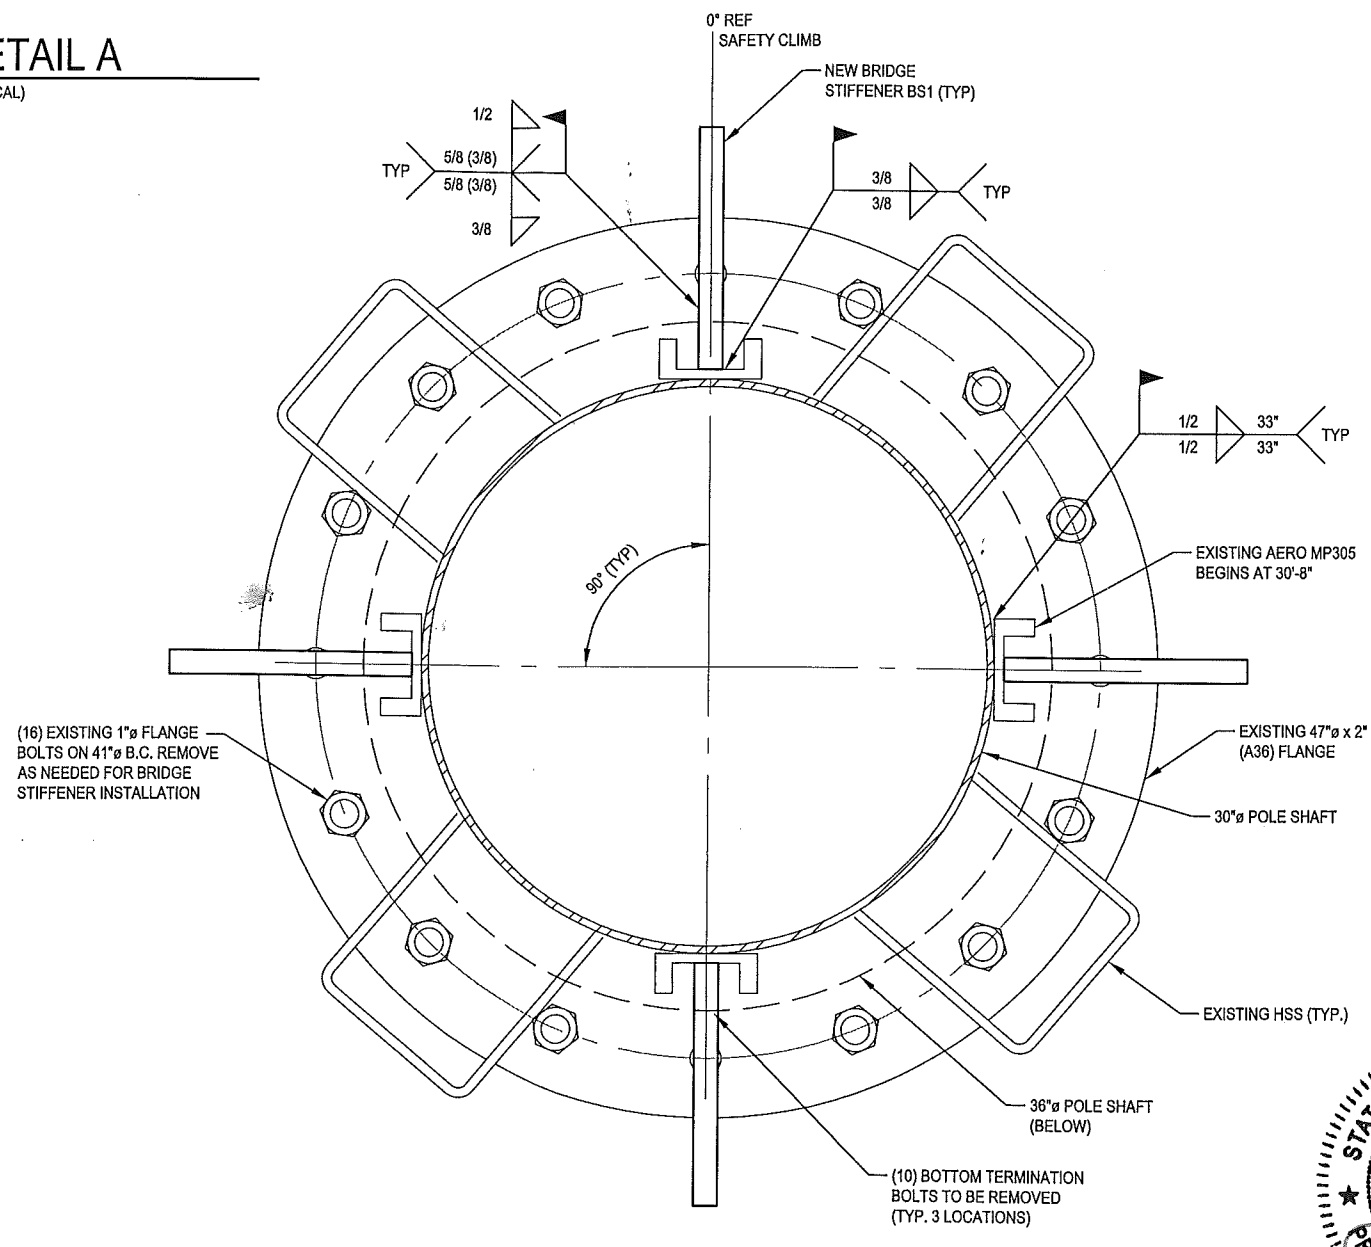 ETAIL A
CAL)
0° REF
SAFETY CLIMB
NEW BRIDGE
STIFFENER BS1 (TYP)
1/2
TYP
5/8 (3/8)
5/8 (3/8)
3/8
3/8
3/8
TYP
1/2
1/2
33"
33"
TYP
90° (TYP)
EXISTING AERO MP305
BEGINS AT 30'-8"
(16) EXISTING 1"ø FLANGE
BOLTS ON 41"ø B.C. REMOVE
AS NEEDED FOR BRIDGE
STIFFENER INSTALLATION
EXISTING 47"ø x 2"
(A36) FLANGE
30"ø POLE SHAFT
EXISTING HSS (TYP.)
36"ø POLE SHAFT
(BELOW)
(10) BOTTOM TERMINATION
BOLTS TO BE REMOVED
(TYP. 3 LOCATIONS)
STAT